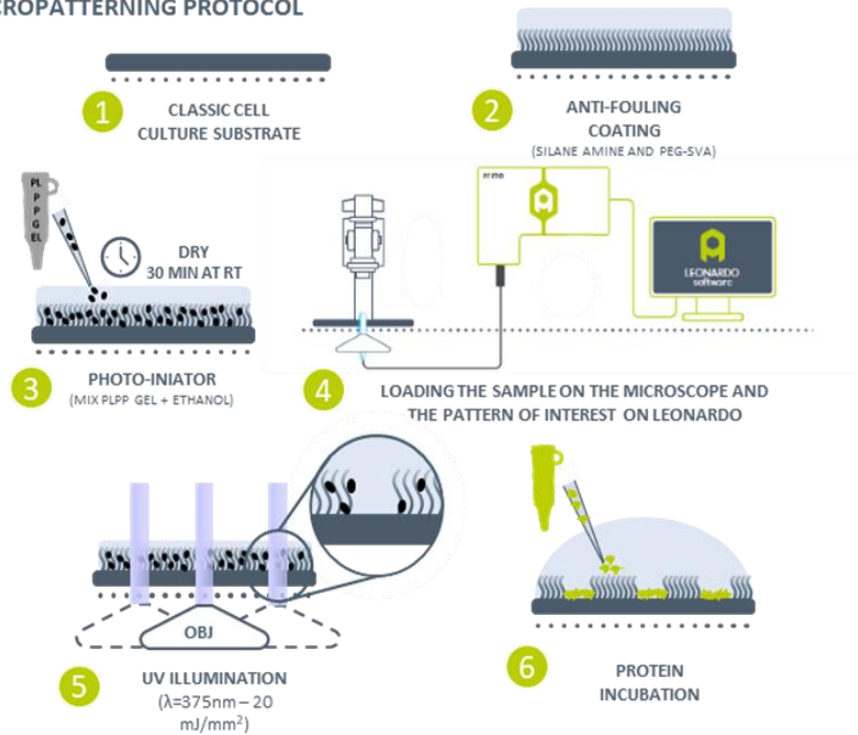 CROPATTERNING PROTOCOL
1
CLASSIC CELL
CULTURE SUBSTRATE
2
ANTI-FOULING
COATING
(SILANE AMINE AND PEG-SVA)
PL
P
P
G
EL
DRY
30 MIN AT RT
3
PHOTO-INIATOR
(MIX PLPP GEL + ETHANOL)
LEONARDO
software
4
LOADING THE SAMPLE ON THE MICROSCOPE AND
THE PATTERN OF INTEREST ON LEONARDO
OBJ
5
UV ILLUMINATION
(λ=375nm – 20
mJ/mm²)
6
PROTEIN
INCUBATION